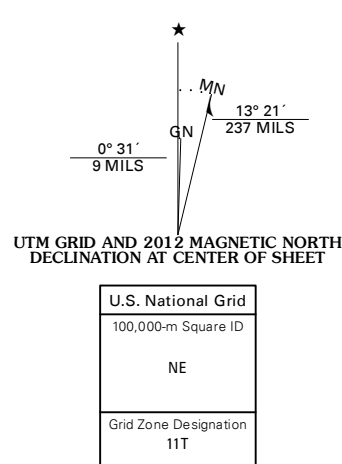 ★
MN
13° 21´
237 MILS
GN
0° 31´
9 MILS
UTM GRID AND 2012 MAGNETIC NORTH
DECLINATION AT CENTER OF SHEET
U.S. National Grid
100,000-m Square ID
NE
Grid Zone Designation
11T